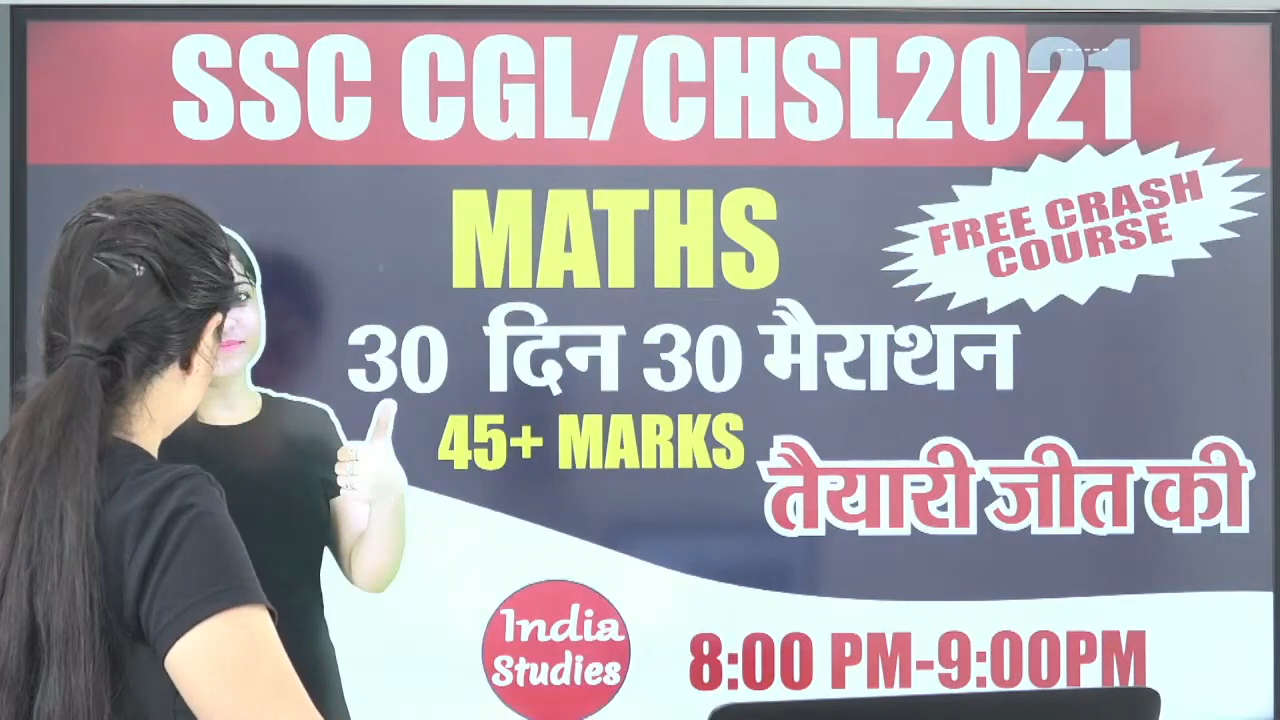 SSC CGL/CHSL2021
FREE CRASH
COURSE
MATHS
30 दिन 30 मैराथन
45+ MARKS
तैयारी जीत की
India
Studies
8:00 PM-9:00PM